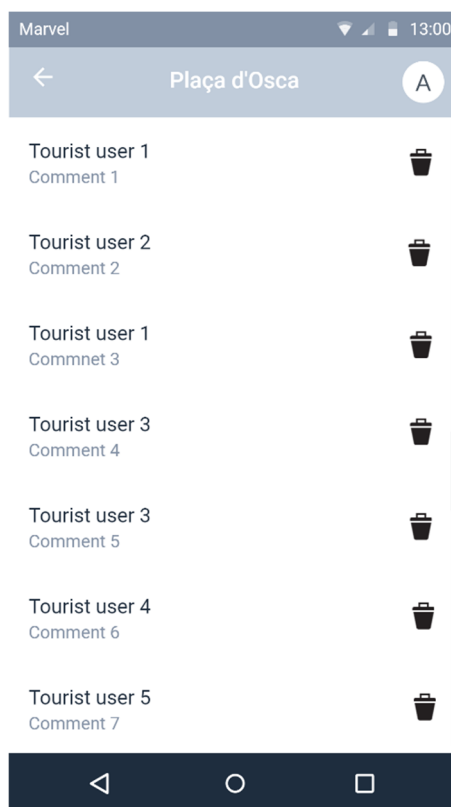 Marvel 13:00
Plaça d'Osca A
Tourist user 1
Comment 1
Tourist user 2
Comment 2
Tourist user 1
Commnet 3
Tourist user 3
Comment 4
Tourist user 3
Comment 5
Tourist user 4
Comment 6
Tourist user 5
Comment 7